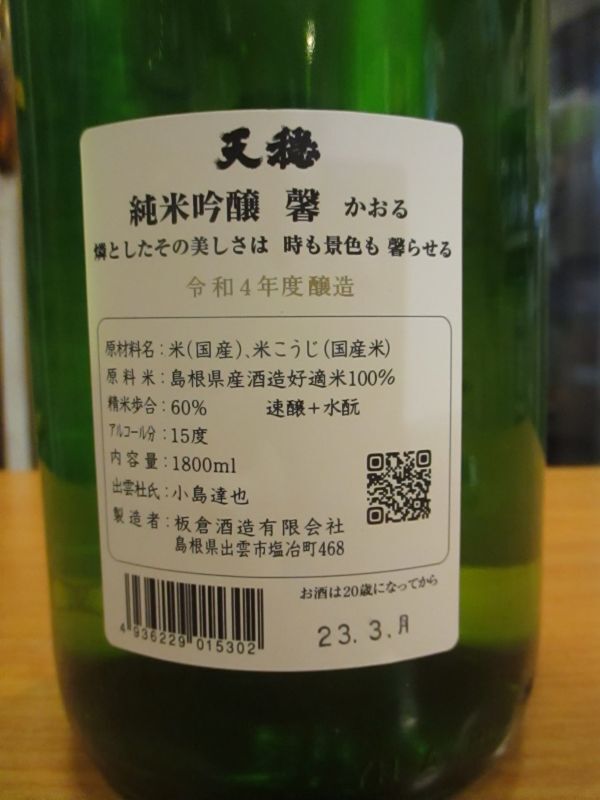 天穏
純米吟醸 馨 かおる
燐としたその美しさは 時も景色も 馨らせる
令和4年度醸造
原材料名：米(国産)、米こうじ(国産米)
原料米：島根県産酒造好適米100%
精米歩合：60% 速醸＋水酛
アルコール分：15度
内容量：1800ml
出雲杜氏：小島達也
製造者：板倉酒造有限会社
島根県出雲市塩冶町468
お酒は20歳になってから
4 936229 015302
23.3.月